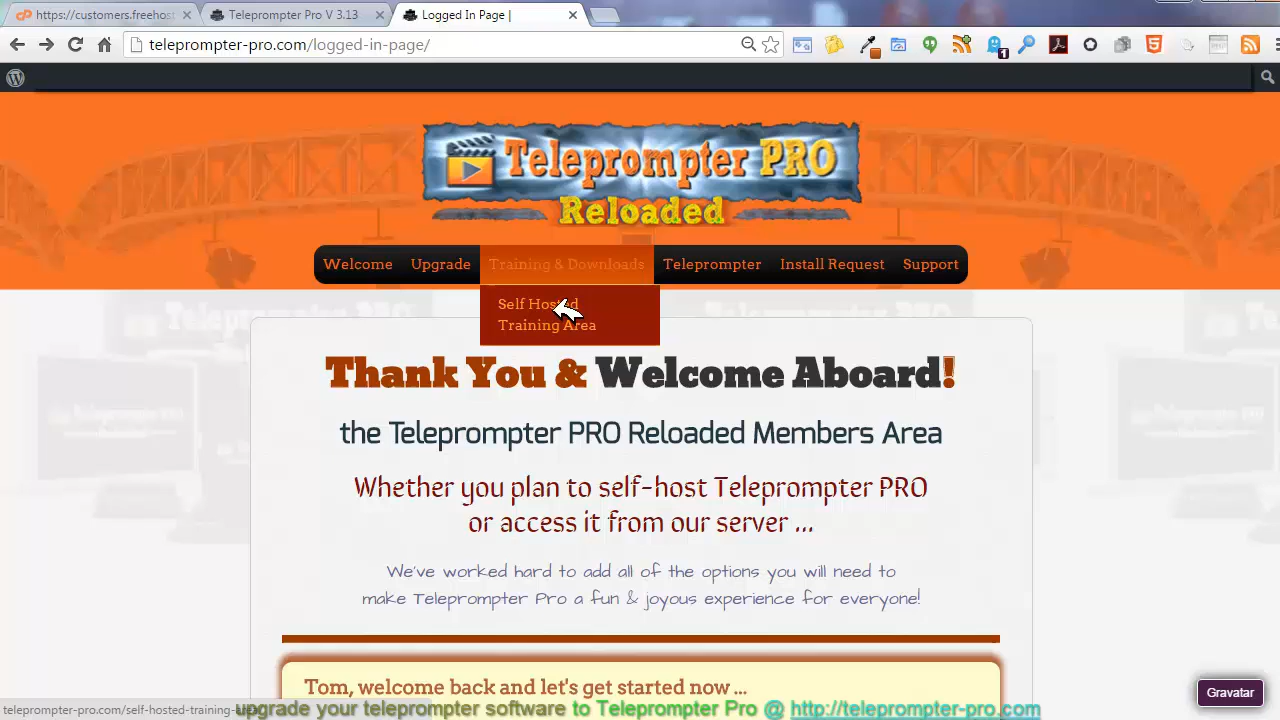 https://customers.freehost
Teleprompter Pro V 3.13
Logged In Page |
teleprompter-pro.com/logged-in-page/
1
Teleprompter PRO
Reloaded
Welcome
Upgrade
Training & Downloads
Teleprompter
Install Request
Support
Self Hosted
Training Area
Thank You & Welcome Aboard!
the Teleprompter PRO Reloaded Members Area
Whether you plan to self-host Teleprompter PRO
or access it from our server ...
We've worked hard to add all of the options you will need to
make Teleprompter Pro a fun & joyous experience for everyone!
Tom, welcome back and let's get started now ...
Gravatar
teleprompter-pro.com/self-hosted-training-area
upgrade your teleprompter software to Teleprompter Pro @ http://teleprompter-pro.com